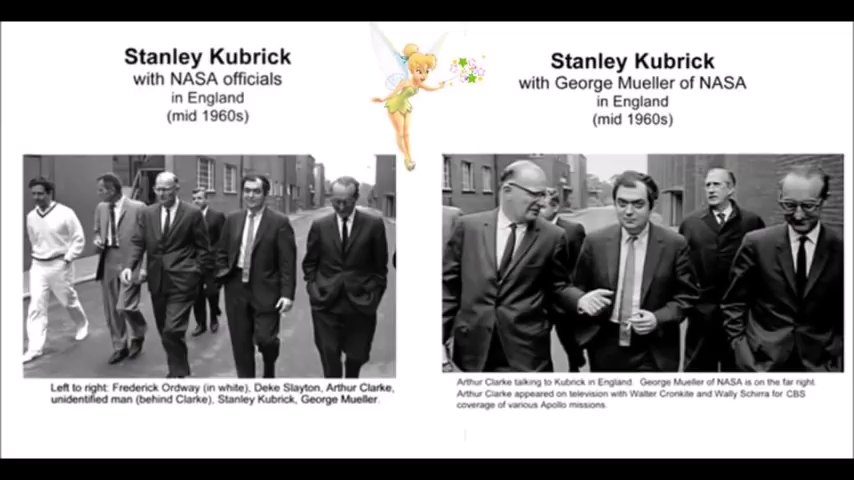 Stanley Kubrick
with NASA officials
in England
(mid 1960s)
Left to right: Frederick Ordway (in white), Deke Slayton, Arthur Clarke,
unidentified man (behind Clarke), Stanley Kubrick, George Mueller.
Stanley Kubrick
with George Mueller of NASA
in England
(mid 1960s)
Arthur Clarke talking to Kubrick in England. George Mueller of NASA is on the far right.
Arthur Clarke appeared on television with Walter Cronkite and Wally Schirra for CBS
coverage of various Apollo missions.